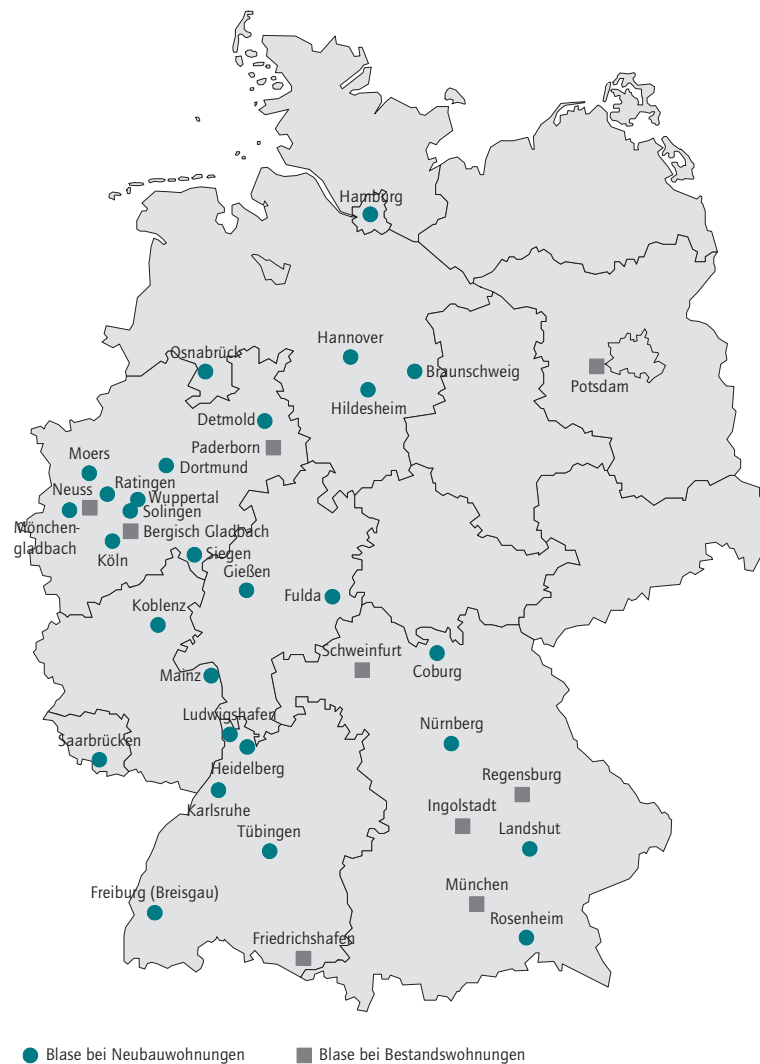 Hamburg
Hannover
Osnabrück
Braunschweig
Potsdam
Hildesheim
Detmold
Paderborn
Moers
Dortmund
Ratingen
Neuss
Wuppertal
Solingen
Mönchen-
gladbach
Bergisch Gladbach
Köln
Siegen
Gießen
Fulda
Koblenz
Schweinfurt
Coburg
Mainz
Ludwigshafen
Nürnberg
Saarbrücken
Heidelberg
Regensburg
Ingolstadt
Karlsruhe
Landshut
Tübingen
München
Freiburg (Breisgau)
Rosenheim
Friedrichshafen
Blase bei Neubauwohnungen
Blase bei Bestandswohnungen